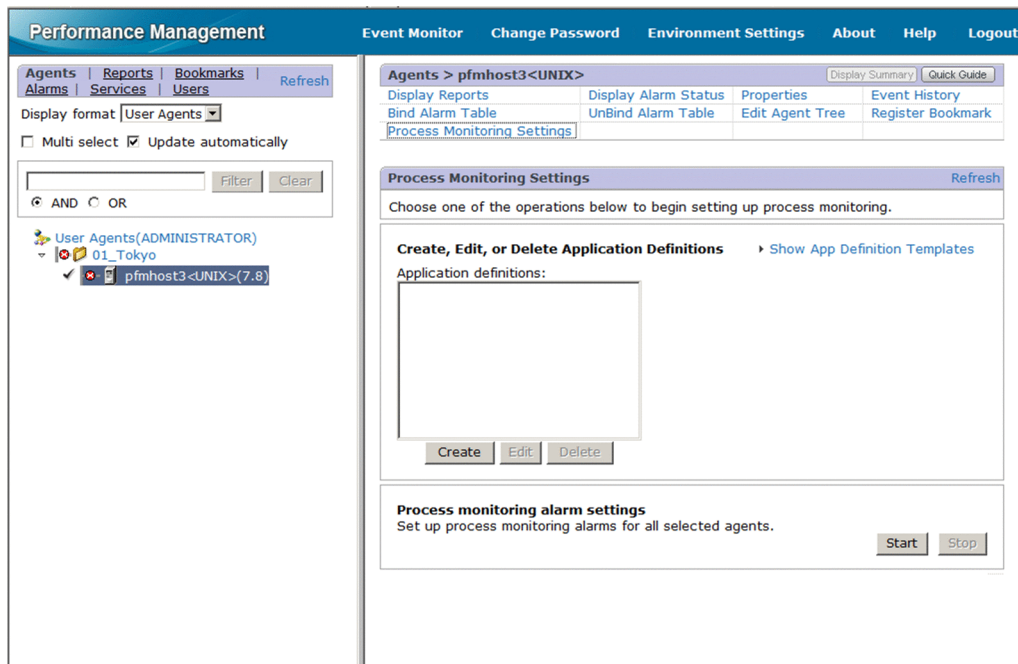 Performance Management
Event Monitor Change Password Environment Settings About Help Logout
Agents | Reports | Bookmarks |
Alarms | Services | Users
Refresh
Display format User Agents
Multi select Update automatically
Filter Clear
AND OR
User Agents(ADMINISTRATOR)
01_Tokyo
pfmhost3<UNIX>(7.8)
Agents > pfmhost3<UNIX>
Display Summary Quick Guide
Display Reports Display Alarm Status Properties Event History
Bind Alarm Table UnBind Alarm Table Edit Agent Tree Register Bookmark
Process Monitoring Settings
Process Monitoring Settings Refresh
Choose one of the operations below to begin setting up process monitoring.
Create, Edit, or Delete Application Definitions Show App Definition Templates
Application definitions:
Create Edit Delete
Process monitoring alarm settings
Set up process monitoring alarms for all selected agents.
Start Stop